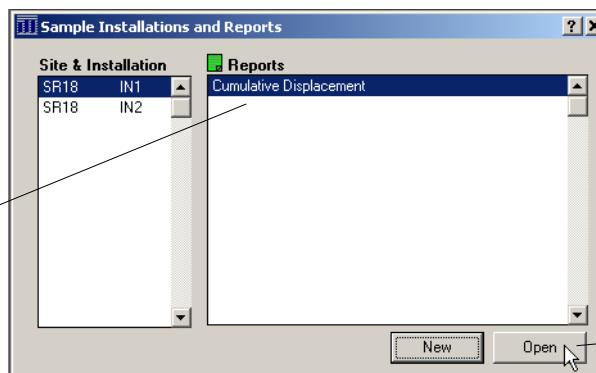 Sample Installations and Reports
Site & Installation
Reports
SR18 IN1
SR18 IN2
Cumulative Displacement
New
Open